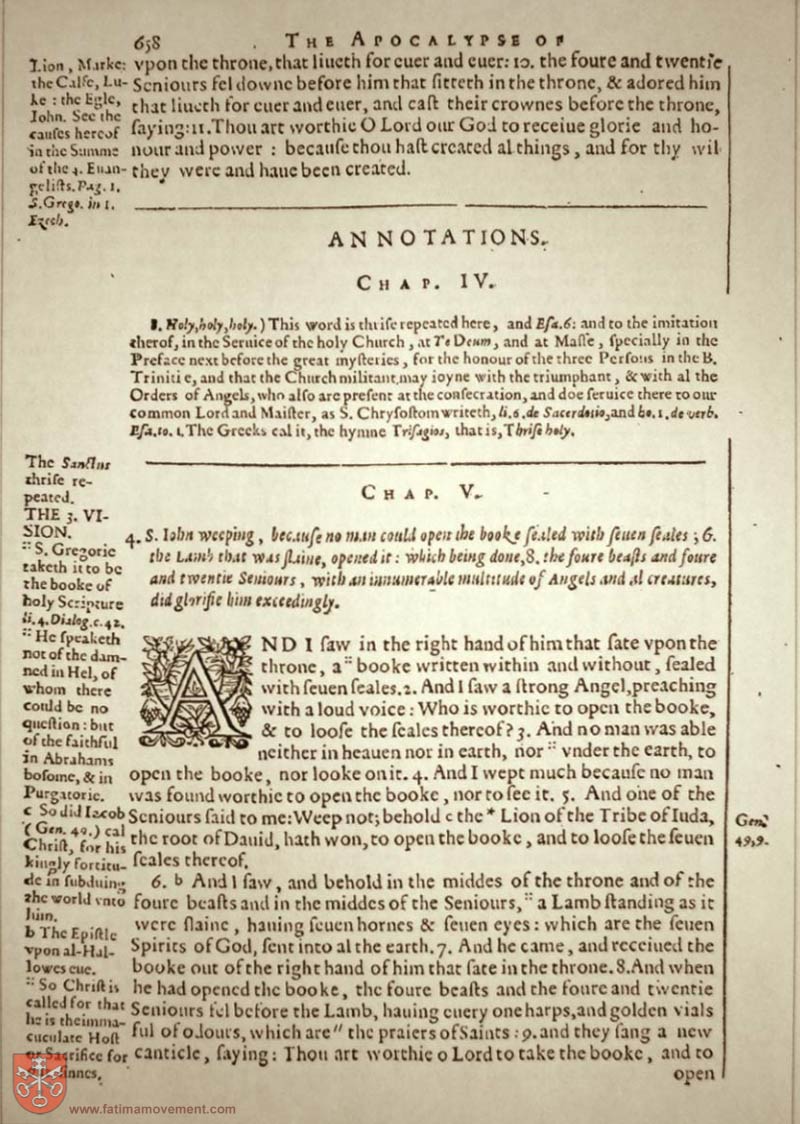 658 THE APOCALYPSE OF
vpon the throne, that liueth for euer and euer: 10. the foure and twentie
Seniours fel downe before him that sitteth in the throne, & adored him
that liueth for euer and euer, and cast their crownes before the throne,
saying: 11. Thou art worthie O Lord our God to receiue glorie and ho-
nour and power : because thou hast created al things, and for thy wil
they were and haue been created.
Lion, Marke:
the Calfe, Lu-
ke : the Egle,
Iohn. See the
causes hereof
in the Summe
of the 4. Euan-
gelists. Pag. 1.
S. Grego. in 1.
Ezech.
ANNOTATIONS.
CHAP. IV.
8. Holy, holy, holy.) This word is thrise repeated here, and Esa. 6: and to the imitation
therof, in the Seruice of the holy Church, at Te Deum, and at Masse, specially in the
Preface next before the great mysteries, for the honour of the three Persons in the B.
Trinitie, and that the Church militant may ioyne with the triumphant, & with al the
Orders of Angels, who also are present at the consecration, and doe seruice there to our
common Lord and Maister, as S. Chrysostom writeth, li. 6. de Sacerdotio, and ho. 1. de verb.
Esa. to. 1. The Greeks cal it, the hymne Trisagios, that is, Thrise holy.
The Sanctus
thrise re-
peated.
THE 3. VI-
SION.
CHAP. V.
4. S. Iohn weeping, because no man could open the booke sealed with seuen seales ; 6.
the Lamb that was slaine, opened it : which being done, 8. the foure beasts and foure
and twentie Seniours, with an innumerable multitude of Angels and al creatures,
did glorifie him exceedingly.
:: S. Gregorie
taketh it to be
the booke of
holy Scripture
li. 4. Dialog. c. 42.
:: He speaketh
not of the dam-
ned in Hel, of
whom there
could be no
question : but
of the faithful
in Abrahams
bosome, & in
Purgatorie.
c So did Iacob
( Gen. 49.) cal
Christ, for his
kingly fortitu-
de in subduing
the world vnto
him.
b The Epistle
vpon al-Hal-
lowes eue.
:: So Christ is
called for that
he is the imma-
culate Host
or Sacrifice for
sinnes.
AND I saw in the right hand of him that sate vpon the
throne, a :: booke written within and without, sealed
with seuen seales. 2. And I saw a strong Angel, preaching
with a loud voice : Who is worthie to open the booke,
& to loose the seales thereof? 3. And no man was able
neither in heauen nor in earth, nor :: vnder the earth, to
open the booke, nor looke on it. 4. And I wept much because no man
was found worthie to open the booke, nor to see it. 5. And one of the
Seniours said to me: Weep not; behold c the * Lion of the Tribe of Iuda,
the root of Dauid, hath won, to open the booke, and to loose the seuen
seales thereof.
6. b And I saw, and behold in the middes of the throne and of the
foure beasts and in the middes of the Seniours, :: a Lamb standing as it
were slaine, hauing seuen hornes & seuen eyes : which are the seuen
Spirits of God, sent into al the earth. 7. And he came, and receiued the
booke out of the right hand of him that sate in the throne. 8. And when
he had opened the booke, the foure beasts and the foure and twentie
Seniours fel before the Lamb, hauing euery one harps, and golden vials
ful of odours, which are " the praiers of Saints : 9. and they sang a new
canticle, saying : Thou art worthie o Lord to take the booke, and to
open
Gen.
49,9.
www.fatimamovement.com